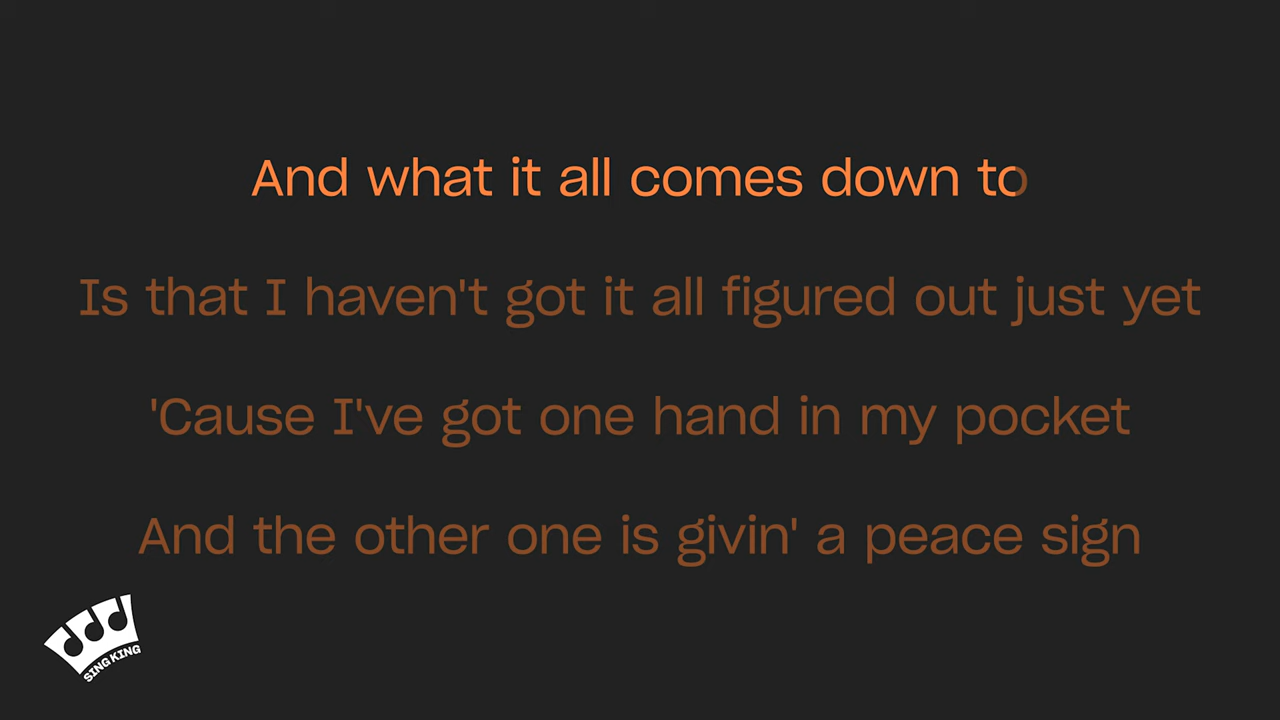 And what it all comes down to
Is that I haven't got it all figured out just yet
'Cause I've got one hand in my pocket
And the other one is givin' a peace sign
SING KING